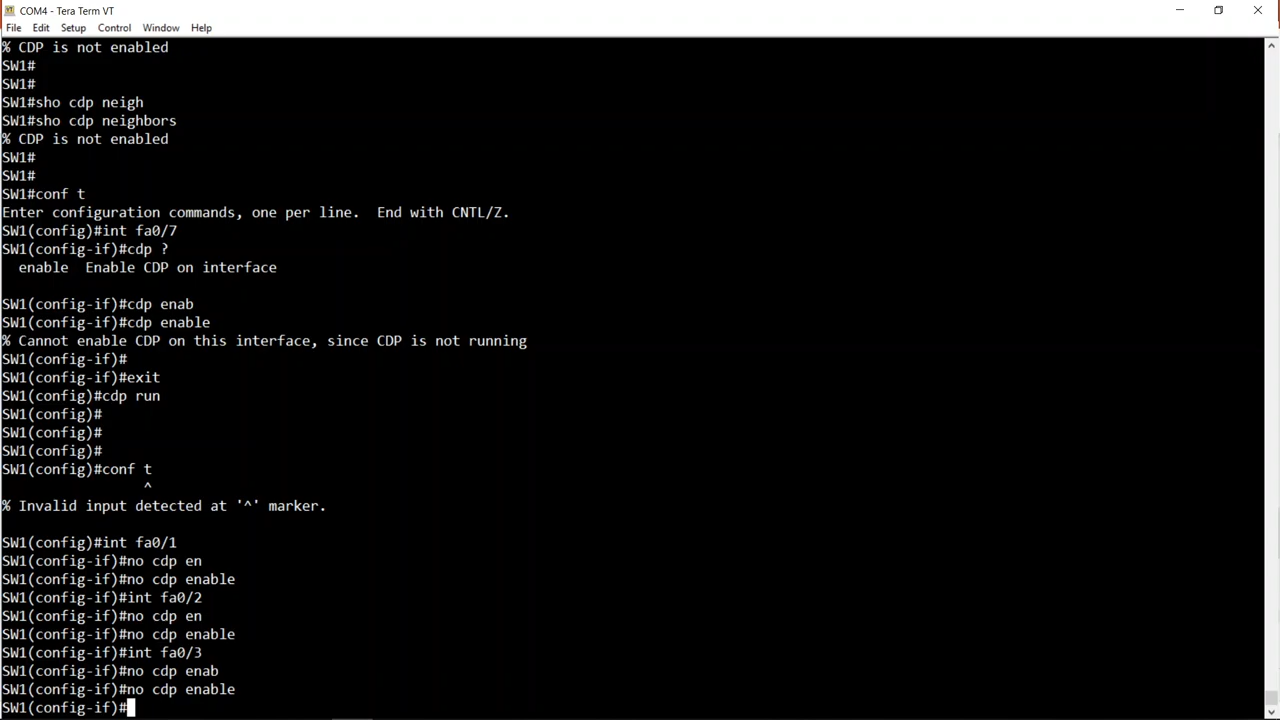 COM4 - Tera Term VT
File Edit Setup Control Window Help
% CDP is not enabled
SW1#
SW1#
SW1#sho cdp neigh
SW1#sho cdp neighbors
% CDP is not enabled
SW1#
SW1#
SW1#conf t
Enter configuration commands, one per line.  End with CNTL/Z.
SW1(config)#int fa0/7
SW1(config-if)#cdp ?
  enable  Enable CDP on interface

SW1(config-if)#cdp enab
SW1(config-if)#cdp enable
% Cannot enable CDP on this interface, since CDP is not running
SW1(config-if)#
SW1(config-if)#exit
SW1(config)#cdp run
SW1(config)#
SW1(config)#
SW1(config)#
SW1(config)#conf t
                 ^
% Invalid input detected at '^' marker.

SW1(config)#int fa0/1
SW1(config-if)#no cdp en
SW1(config-if)#no cdp enable
SW1(config-if)#int fa0/2
SW1(config-if)#no cdp en
SW1(config-if)#no cdp enable
SW1(config-if)#int fa0/3
SW1(config-if)#no cdp enab
SW1(config-if)#no cdp enable
SW1(config-if)#